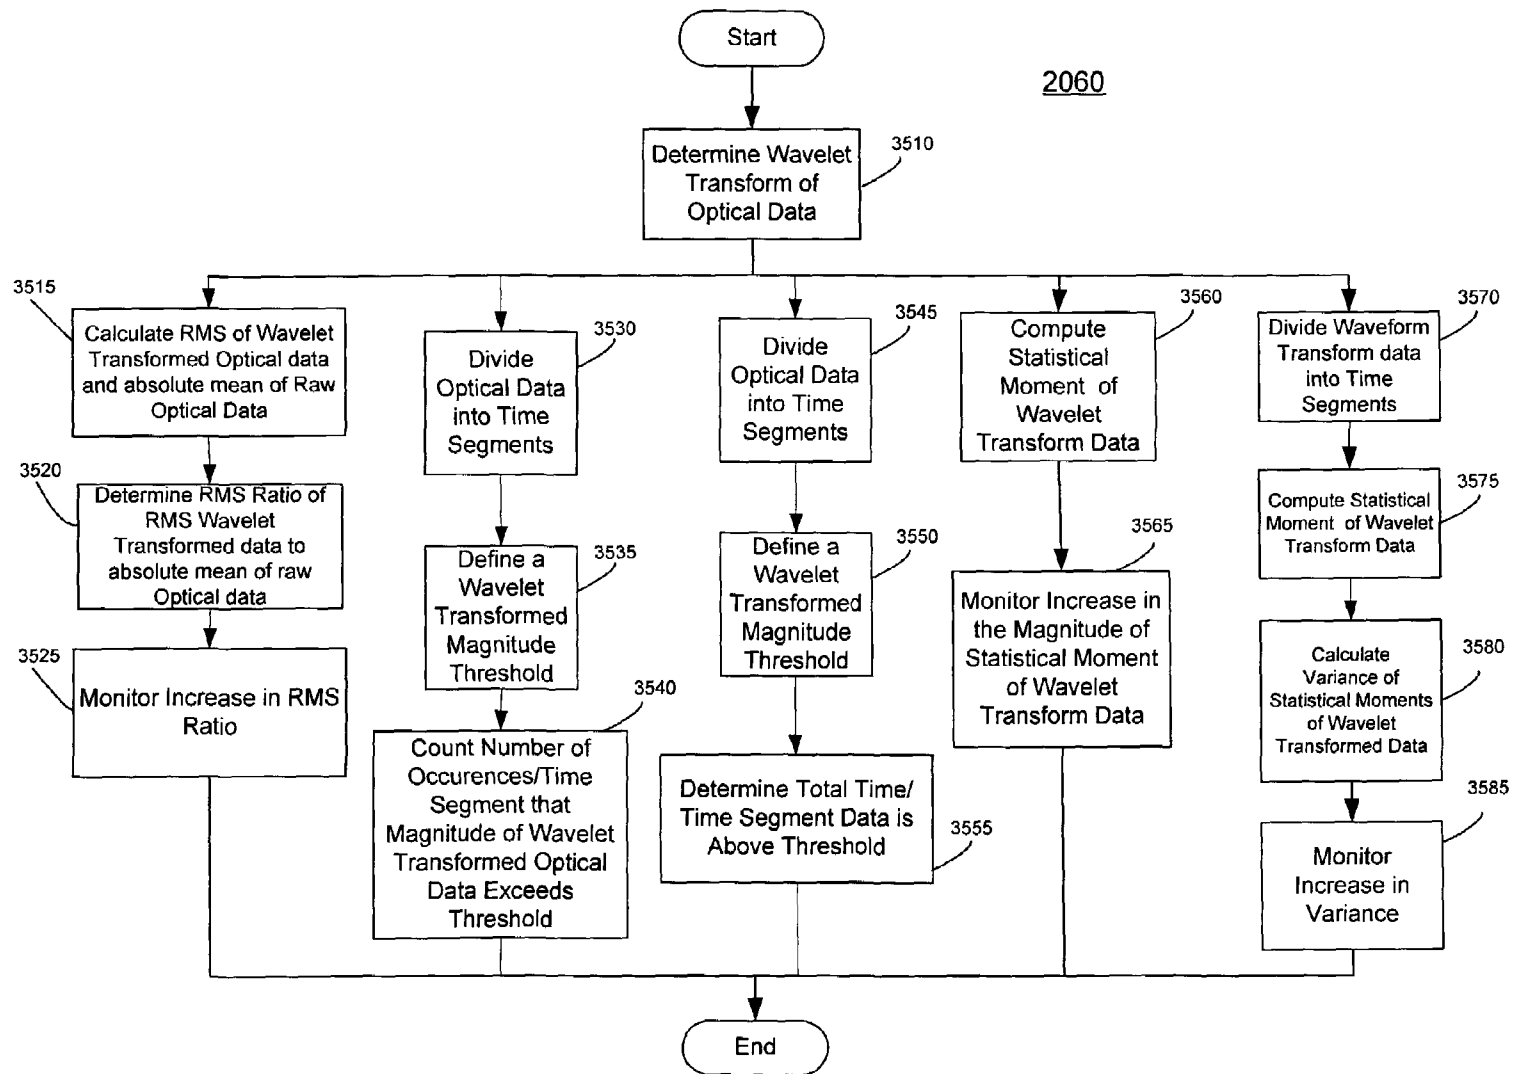 Start
2060
Determine Wavelet
Transform of
Optical Data
3510
3515
Calculate RMS of Wavelet
Transformed Optical data
and absolute mean of Raw
Optical Data
3520
Determine RMS Ratio of
RMS Wavelet
Transformed data to
absolute mean of raw
Optical data
3525
Monitor Increase in RMS
Ratio
3530
Divide
Optical Data
into Time
Segments
3535
Define a
Wavelet
Transformed
Magnitude
Threshold
3540
Count Number of
Occurences/Time
Segment that
Magnitude of Wavelet
Transformed Optical
Data Exceeds
Threshold
3545
Divide
Optical Data
into Time
Segments
3550
Define a
Wavelet
Transformed
Magnitude
Threshold
Determine Total Time/
Time Segment Data is
Above Threshold
3555
3560
Compute
Statistical
Moment of
Wavelet
Transform Data
3565
Monitor Increase in
the Magnitude of
Statistical Moment
of Wavelet
Transform Data
3570
Divide Waveform
Transform data
into Time
Segments
3575
Compute Statistical
Moment of Wavelet
Transform Data
3580
Calculate
Variance of
Statistical Moments
of Wavelet
Transformed Data
3585
Monitor
Increase in
Variance
End